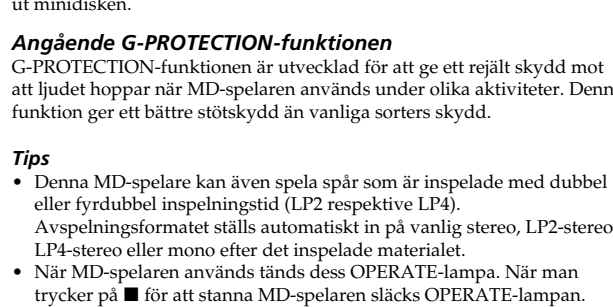 ut minidisken.
Angående G-PROTECTION-funktionen
G-PROTECTION-funktionen är utvecklad för att ge ett rejält skydd mot
att ljudet hoppar när MD-spelaren används under olika aktiviteter. Denn
funktion ger ett bättre stötskydd än vanliga sorters skydd.
Tips
• Denna MD-spelare kan även spela spår som är inspelade med dubbel
eller fyrdubbel inspelningstid (LP2 respektive LP4).
Avspelningsformatet ställs automatiskt in på vanlig stereo, LP2-stereo
LP4-stereo eller mono efter det inspelade materialet.
• När MD-spelaren används tänds dess OPERATE-lampa. När man
trycker på ■ för att stanna MD-spelaren släcks OPERATE-lampan.